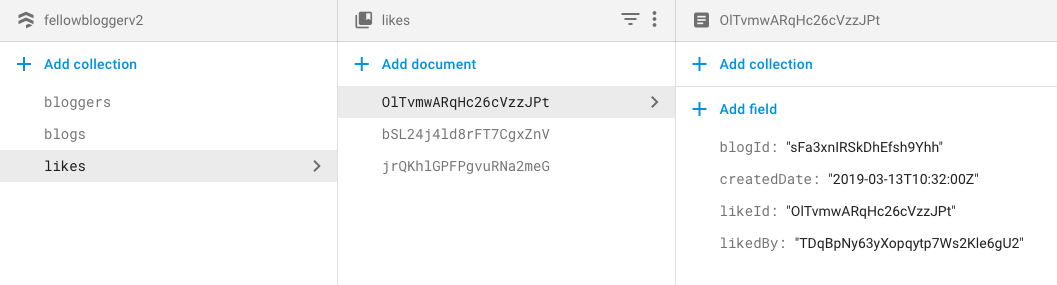 fellowbloggerv2
Add collection
bloggers
blogs
likes
likes
Add document
OlTvmwARqHc26cVzzJPt
bSL24j4ld8rFT7CgxZnV
jrQKhlGPFPgvuRNa2meG
OlTvmwARqHc26cVzzJPt
Add collection
Add field
blogId: "sFa3xnIRSkDhEfsh9Yhh"
createdDate: "2019-03-13T10:32:00Z"
likeId: "OlTvmwARqHc26cVzzJPt"
likedBy: "TDqBpNy63yXopqytp7Ws2Kle6gU2"